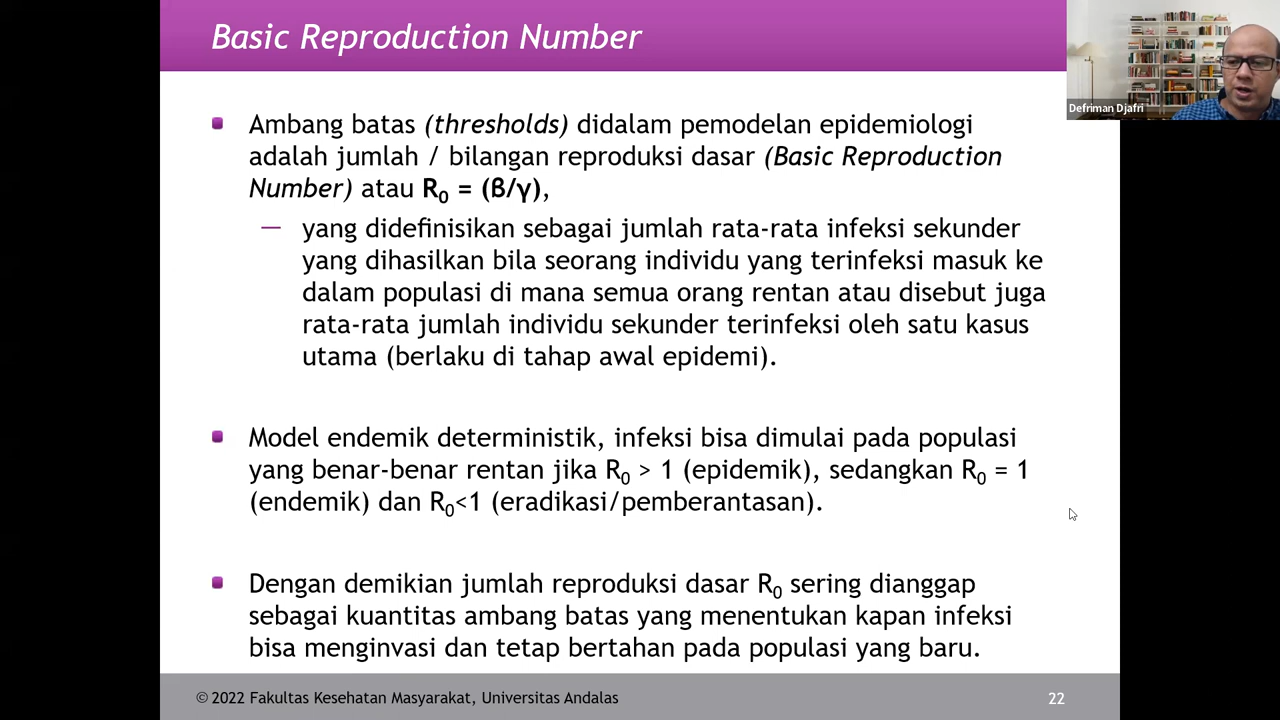 Basic Reproduction Number
Defriman Djafri
Ambang batas (thresholds) didalam pemodelan epidemiologi
adalah jumlah / bilangan reproduksi dasar (Basic Reproduction
Number) atau R₀ = (β/γ),
— yang didefinisikan sebagai jumlah rata-rata infeksi sekunder
yang dihasilkan bila seorang individu yang terinfeksi masuk ke
dalam populasi di mana semua orang rentan atau disebut juga
rata-rata jumlah individu sekunder terinfeksi oleh satu kasus
utama (berlaku di tahap awal epidemi).
Model endemik deterministik, infeksi bisa dimulai pada populasi
yang benar-benar rentan jika R₀ > 1 (epidemik), sedangkan R₀ = 1
(endemik) dan R₀<1 (eradikasi/pemberantasan).
Dengan demikian jumlah reproduksi dasar R₀ sering dianggap
sebagai kuantitas ambang batas yang menentukan kapan infeksi
bisa menginvasi dan tetap bertahan pada populasi yang baru.
© 2022 Fakultas Kesehatan Masyarakat, Universitas Andalas
22